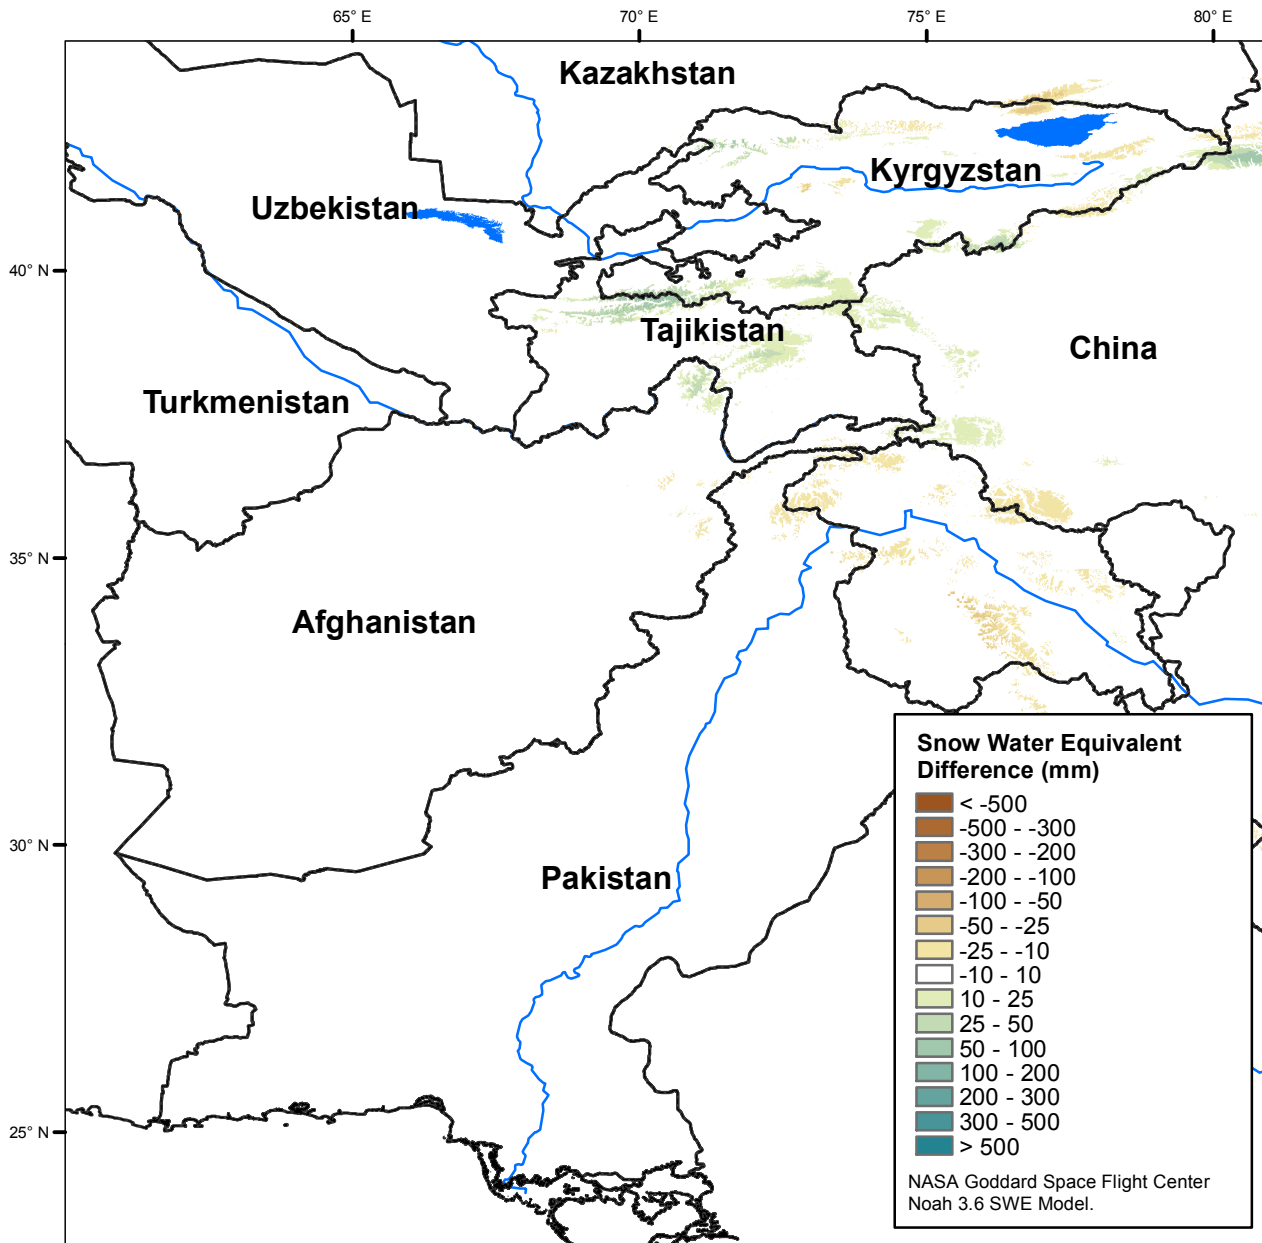 65° E
70° E
75° E
80° E
Kazakhstan
Kyrgyzstan
Uzbekistan
40° N
Tajikistan
China
Turkmenistan
35° N
Afghanistan
30° N
Pakistan
25° N
Snow Water Equivalent
Difference (mm)
< -500
-500 - -300
-300 - -200
-200 - -100
-100 - -50
-50 - -25
-25 - -10
-10 - 10
10 - 25
25 - 50
50 - 100
100 - 200
200 - 300
300 - 500
> 500
NASA Goddard Space Flight Center
Noah 3.6 SWE Model.